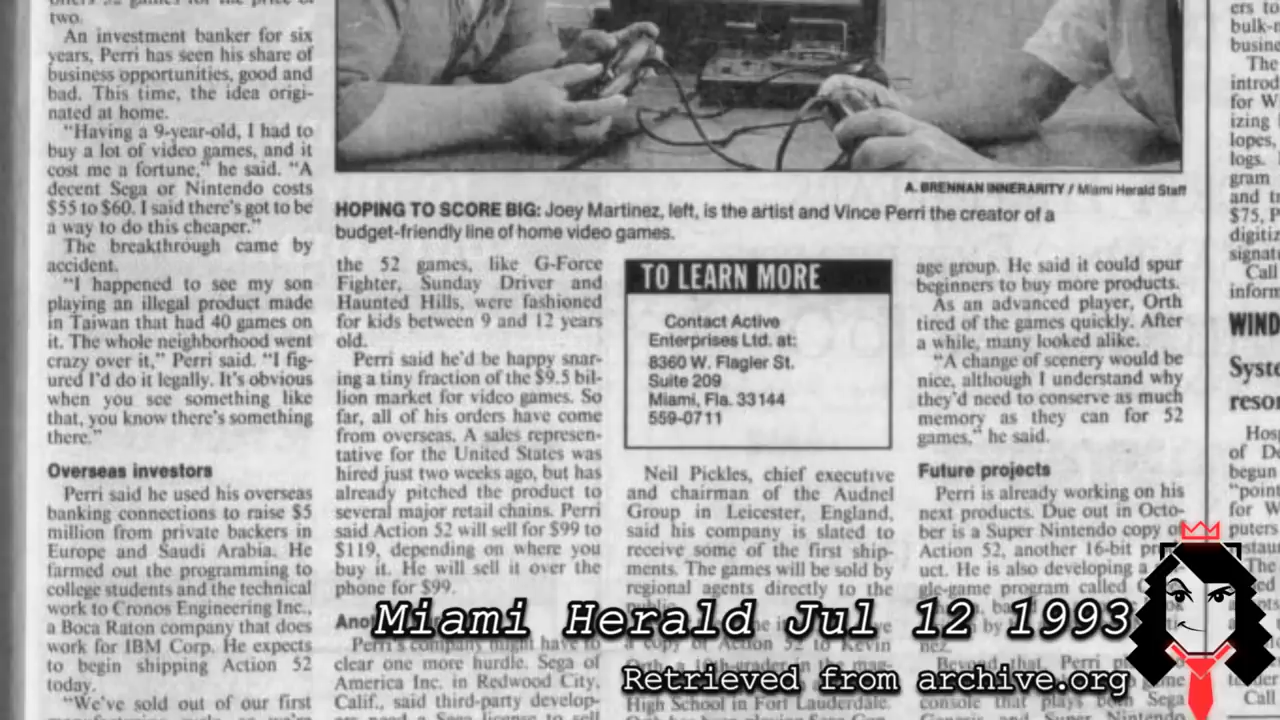 two.
An investment banker for six
years, Perri has seen his share of
business opportunities, good and
bad. This time, the idea origi-
nated at home.
“Having a 9-year-old, I had to
buy a lot of video games, and it
cost me a fortune,” he said. “A
decent Sega or Nintendo costs
$55 to $60. I said there's got to be
a way to do this cheaper.”
The breakthrough came by
accident.
“I happened to see my son
playing an illegal product made
in Taiwan that had 40 games on
it. The whole neighborhood went
crazy over it,” Perri said. “I fig-
ured I'd do it legally. It's obvious
when you see something like
that, you know there's something
there.”
Overseas investors
Perri said he used his overseas
banking connections to raise $5
million from private backers in
Europe and Saudi Arabia. He
farmed out the programming to
college students and the technical
work to Cronos Engineering Inc.,
a Boca Raton company that does
work for IBM Corp. He expects
to begin shipping Action 52
today.
“We've sold out of our first
A. BRENNAN INNERARITY / Miami Herald Staff
HOPING TO SCORE BIG: Joey Martinez, left, is the artist and Vince Perri the creator of a
budget-friendly line of home video games.
the 52 games, like G-Force
Fighter, Sunday Driver and
Haunted Hills, were fashioned
for kids between 9 and 12 years
old.
Perri said he'd be happy snar-
ing a tiny fraction of the $9.5 bil-
lion market for video games. So
far, all of his orders have come
from overseas. A sales represen-
tative for the United States was
hired just two weeks ago, but has
already pitched the product to
several major retail chains. Perri
said Action 52 will sell for $99 to
$119, depending on where you
buy it. He will sell it over the
phone for $99.
Perri's company might have to
clear one more hurdle. Sega of
America Inc. in Redwood City,
Calif., said third-party develop-
TO LEARN MORE
Contact Active
Enterprises Ltd. at:
8360 W. Flagler St.
Suite 209
Miami, Fla. 33144
559-0711
Neil Pickles, chief executive
and chairman of the Audnel
Group in Leicester, England,
said his company is slated to
receive some of the first ship-
ments. The games will be sold by
regional agents directly to the
a copy of Action 52 to Kevin
High School in Fort Lauderdale.
age group. He said it could spur
beginners to buy more products.
As an advanced player, Orth
tired of the games quickly. After
a while, many looked alike.
“A change of scenery would be
nice, although I understand why
they'd need to conserve as much
memory as they can for 52
games,” he said.
Future projects
Perri is already working on his
next products. Due out in Octo-
ber is a Super Nintendo copy of
Action 52, another 16-bit
uct. He is also developing a
gle-game program called
Beyond that, Perri
console that plays both Sega
Genesis and Super Nintendo
Miami Herald Jul 12 1993
Retrieved from archive.org